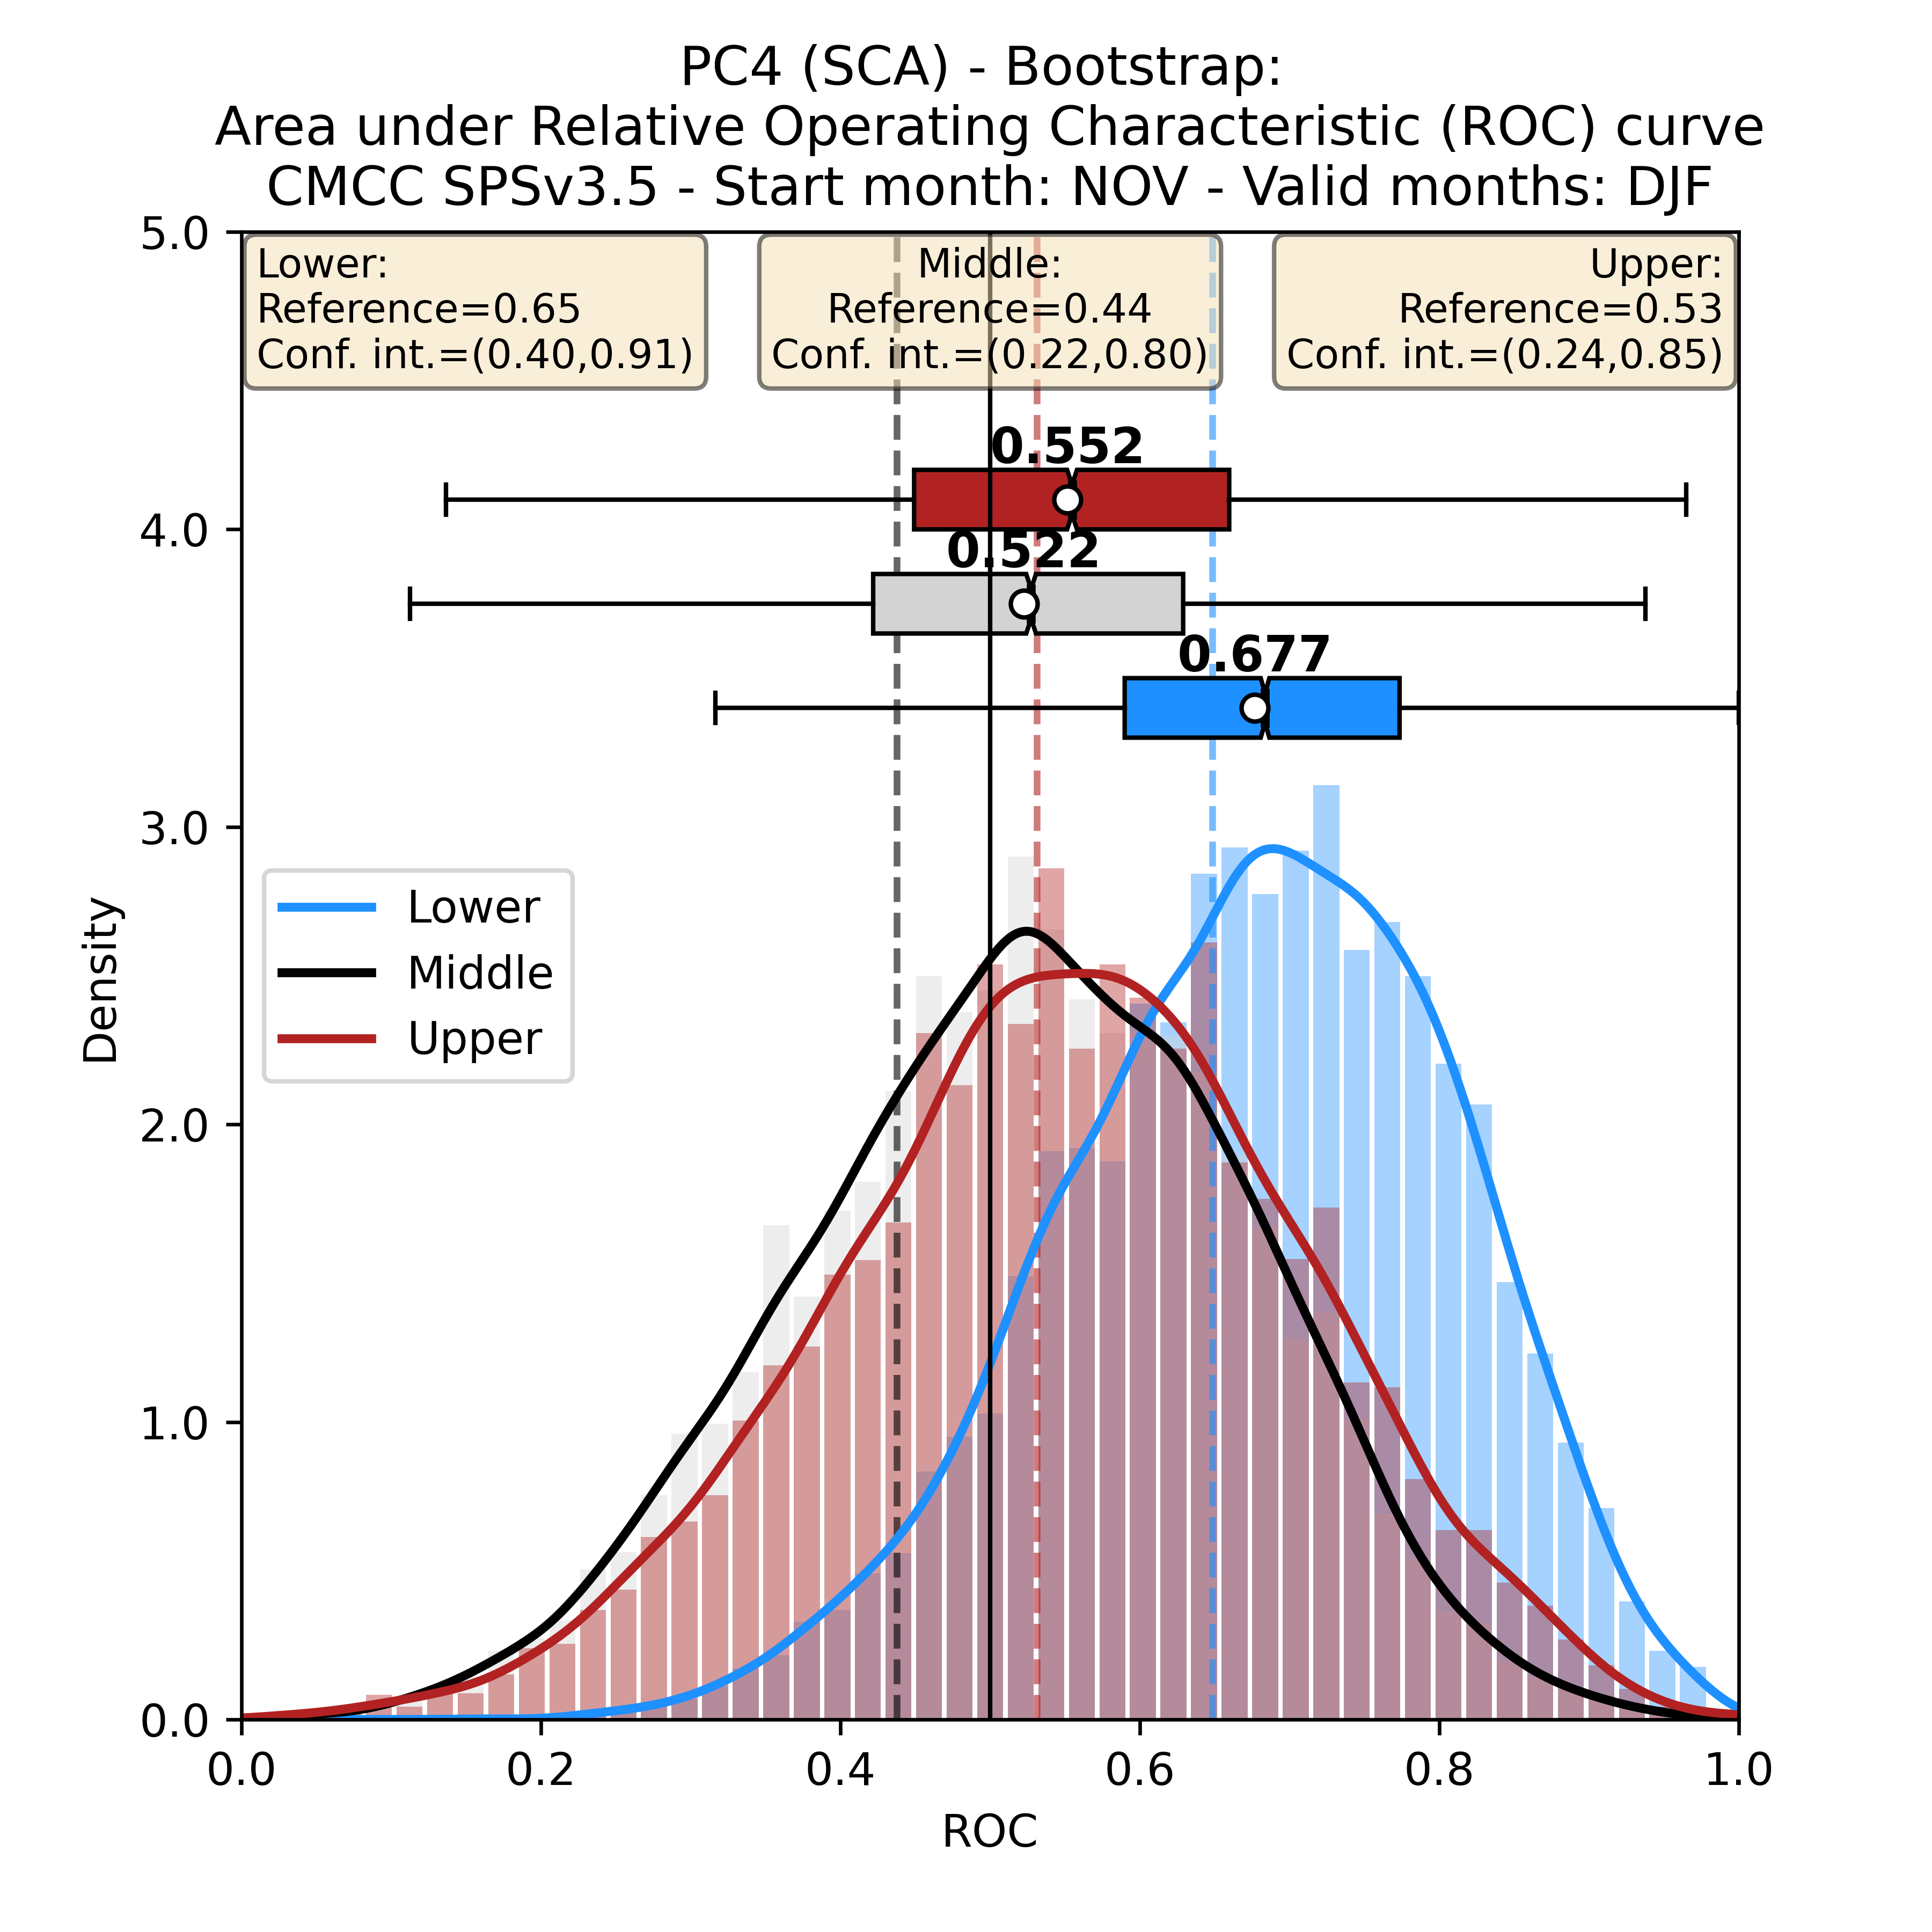 PC4 (SCA) - Bootstrap:
Area under Relative Operating Characteristic (ROC) curve
CMCC SPSv3.5 - Start month: NOV - Valid months: DJF
5.0
Lower:
Reference=0.65
Conf. int.=(0.40,0.91)
Middle:
Reference=0.44
Conf. int.=(0.22,0.80)
Upper:
Reference=0.53
Conf. int.=(0.24,0.85)
0.552
4.0
0.522
0.677
3.0
Lower
Middle
Upper
Density
2.0
1.0
0.0
0.0
0.2
0.4
0.6
0.8
1.0
ROC